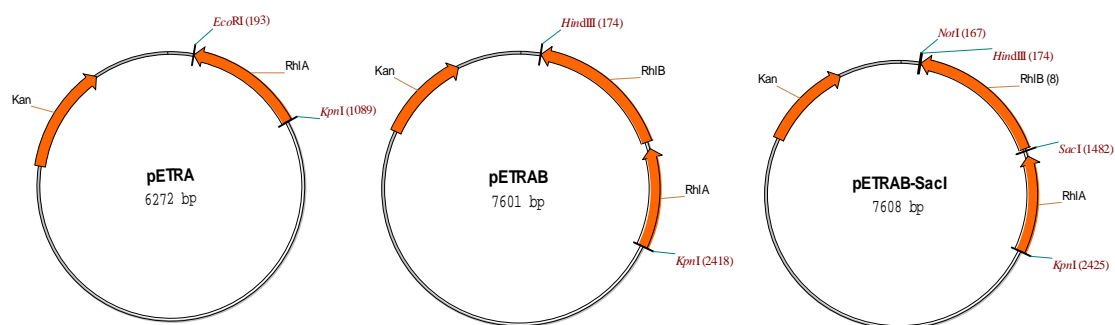 EcoRI (193)
RhlA
Kan
KpnI (1089)
pETRA
6272 bp
HindIII (174)
Kan
RhlB
pETRAB
7601 bp
RhlA
KpnI (2418)
NotI (167)
HindIII (174)
Kan
RhlB (8)
SacI (1482)
pETRAB-SacI
7608 bp
RhlA
KpnI (2425)